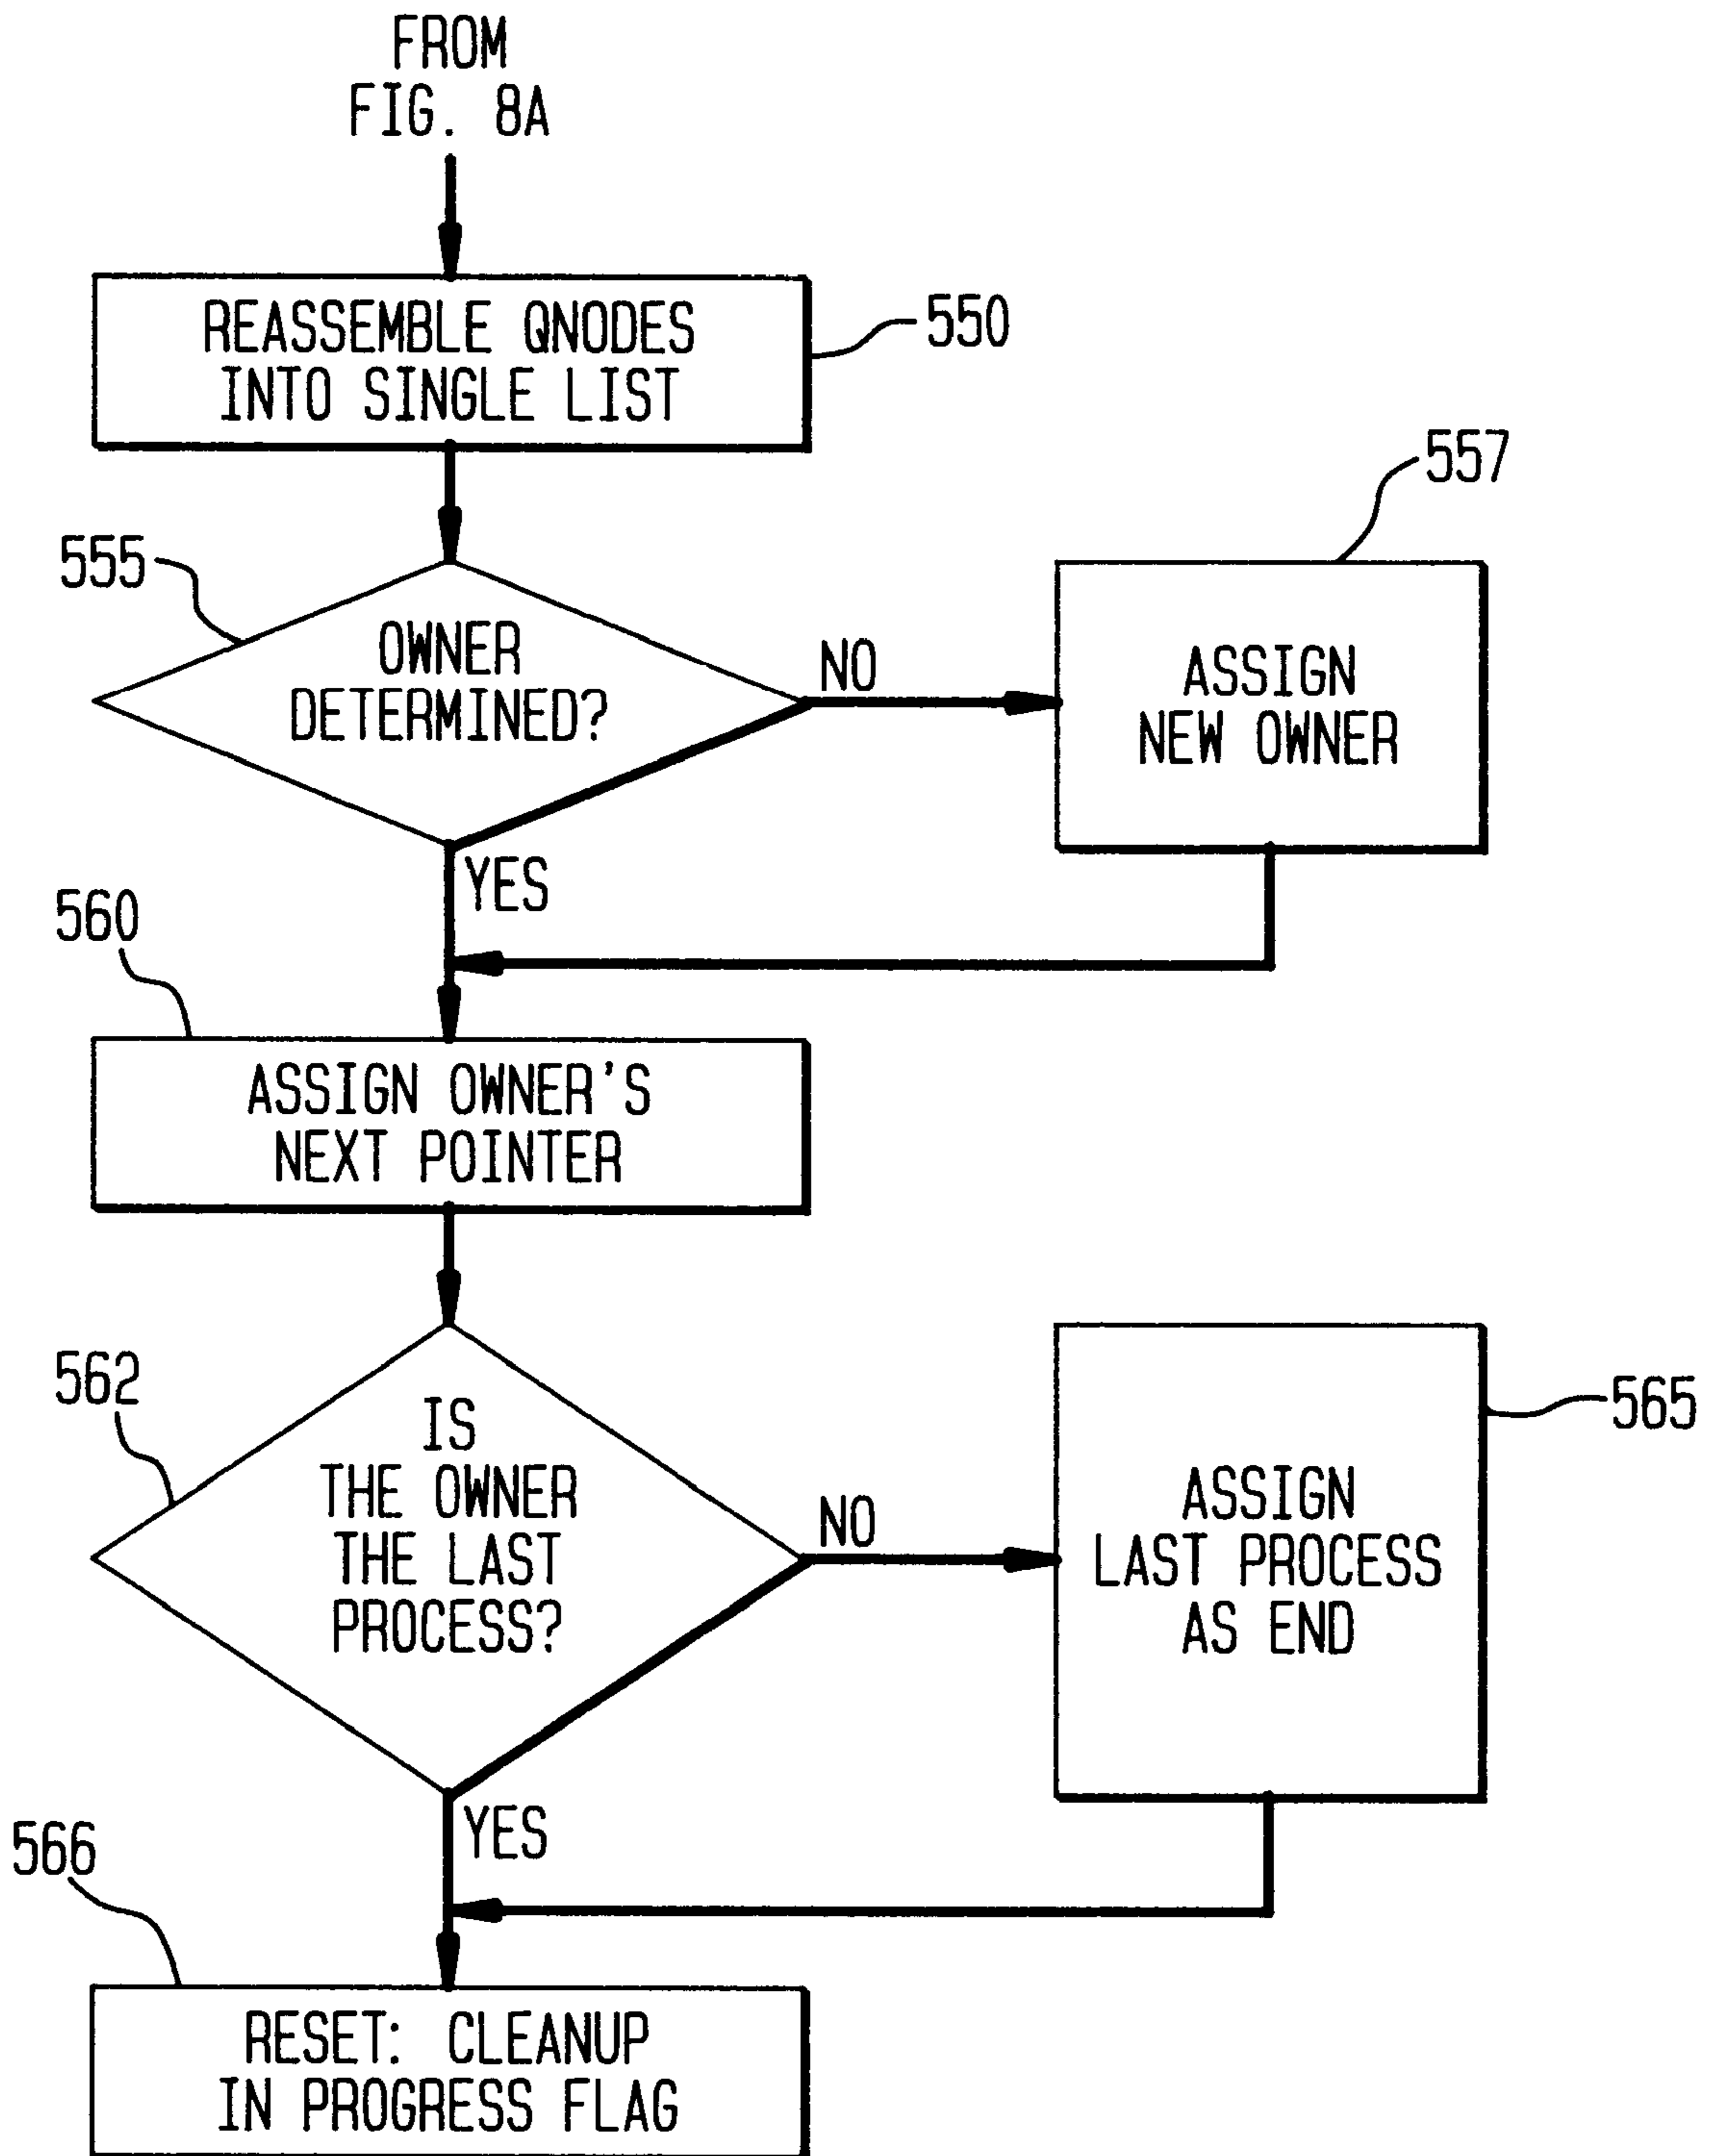 FROM
FIG. 8A
REASSEMBLE QNODES
INTO SINGLE LIST
550
557
555
OWNER
DETERMINED?
NO
ASSIGN
NEW OWNER
YES
560
ASSIGN OWNER'S
NEXT POINTER
562
IS
THE OWNER
THE LAST
PROCESS?
NO
565
ASSIGN
LAST PROCESS
AS END
YES
566
RESET: CLEANUP
IN PROGRESS FLAG